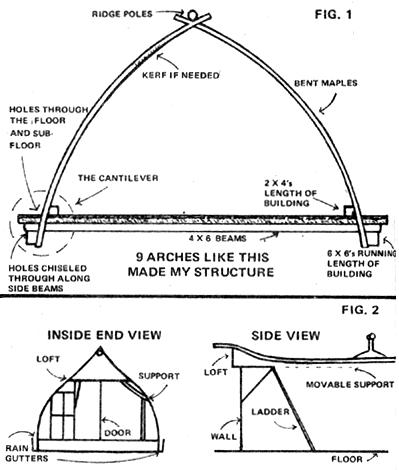 RIDGE POLES
FIG. 1
KERF IF NEEDED
BENT MAPLES
HOLES THROUGH
THE FLOOR
AND SUB-
FLOOR
THE CANTILEVER
2 X 4's
LENGTH OF
BUILDING
4 X 6 BEAMS
HOLES CHISELED
THROUGH ALONG
SIDE BEAMS
9 ARCHES LIKE THIS
MADE MY STRUCTURE
6 X 6's RUNNING
LENGTH OF
BUILDING
FIG. 2
INSIDE END VIEW
LOFT
SUPPORT
DOOR
RAIN
GUTTERS
SIDE VIEW
LOFT
MOVABLE SUPPORT
LADDER
WALL
FLOOR